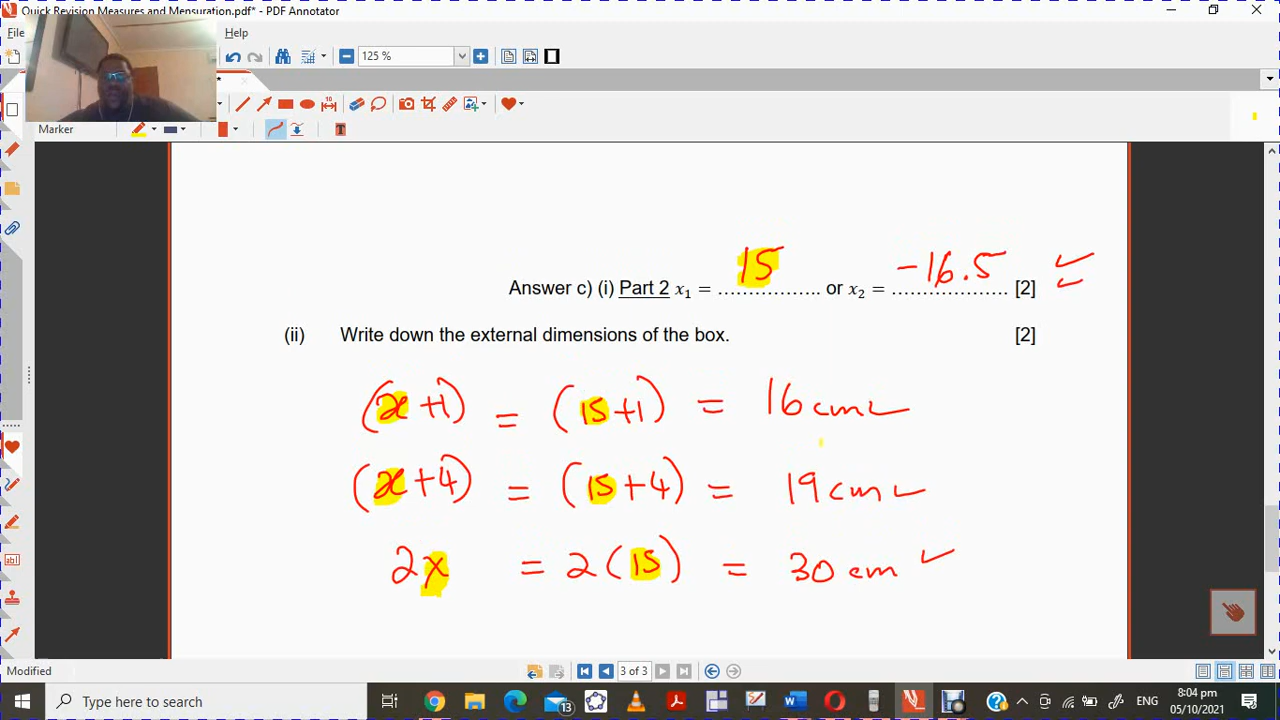 Quick Revision Measures and Mensuration.pdf* - PDF Annotator
Help
125 %
*
10
Marker
T
Answer c) (i) Part 2 x₁ = 15 or x₂ = -16.5 [2]
(ii) Write down the external dimensions of the box. [2]
(x+1) = (15+1) = 16cm
(x+4) = (15+4) = 19cm
2x = 2(15) = 30 cm
3 of 3
Modified
Type here to search
13
ENG
8:04 pm
05/10/2021